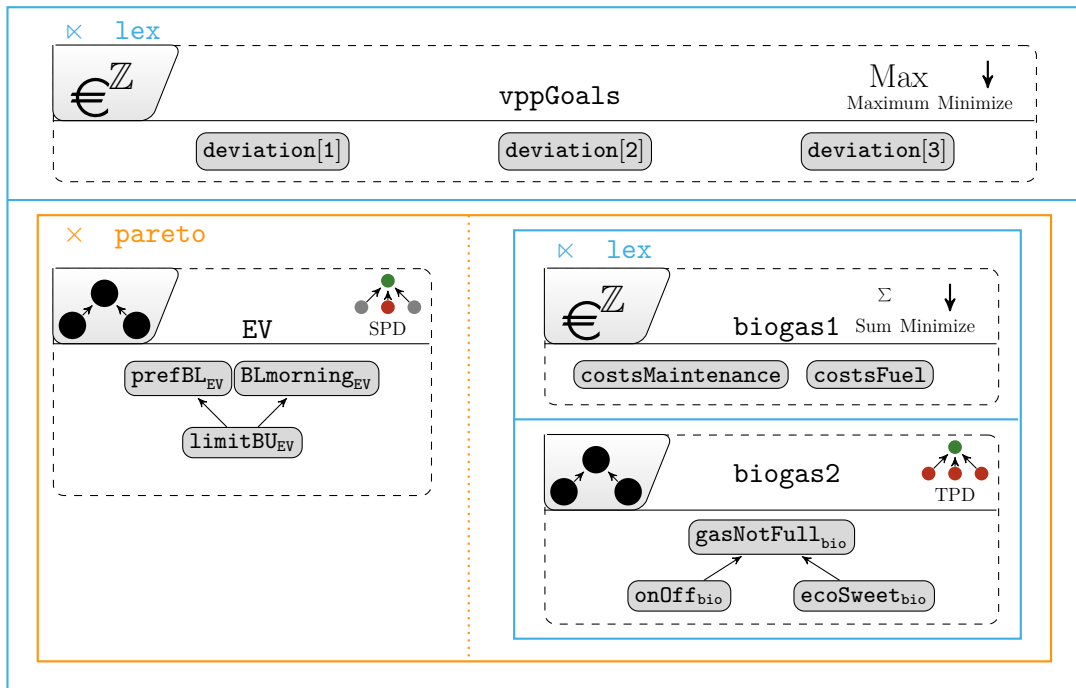 ⋉ lex
€ℤ
vppGoals
Max ↓
Maximum Minimize
deviation[1] deviation[2] deviation[3]
× pareto
EV
SPD
prefBL_EV BLmorning_EV
limitBU_EV
⋉ lex
€ℤ
biogas1
Σ ↓
Sum Minimize
costsMaintenance costsFuel
biogas2
TPD
gasNotFull_bio
onOff_bio ecoSweet_bio